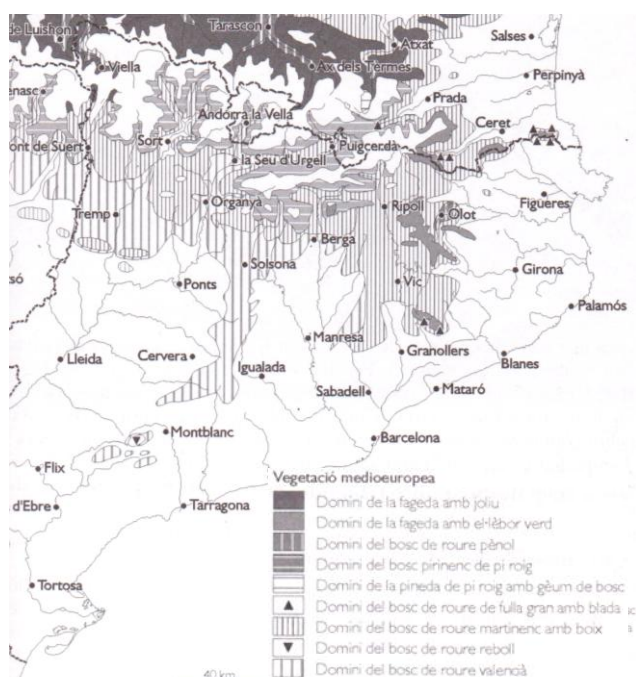 de Luishon
Tarascon
Atxat
Salses
Viella
Ax dels Termes
Perpinyà
enasc
Prada
Andorra la Vella
Ceret
ont de Suert
Sort
Puigcerdà
la Seu d'Urgell
Organyà
Ripoll
Olot
Figueres
Tremp
Berga
Solsona
Girona
só
Ponts
Vic
Palamós
Manresa
Lleida
Cervera
Granollers
Blanes
Igualada
Sabadell
Mataró
Montblanc
Barcelona
Flix
d'Ebre
Tarragona
Tortosa
40 km
Vegetació medioeuropea
Domini de la fageda amb joliu
Domini de la fageda amb el·lèbor verd
Domini del bosc de roure pènol
Domini del bosc pirinenc de pi roig
Domini de la pineda de pi roig amb gèum de bosc
Domini del bosc de roure de fulla gran amb blada
Domini del bosc de roure martinenc amb boix
Domini del bosc de roure reboll
Domini del bosc de roure valencià